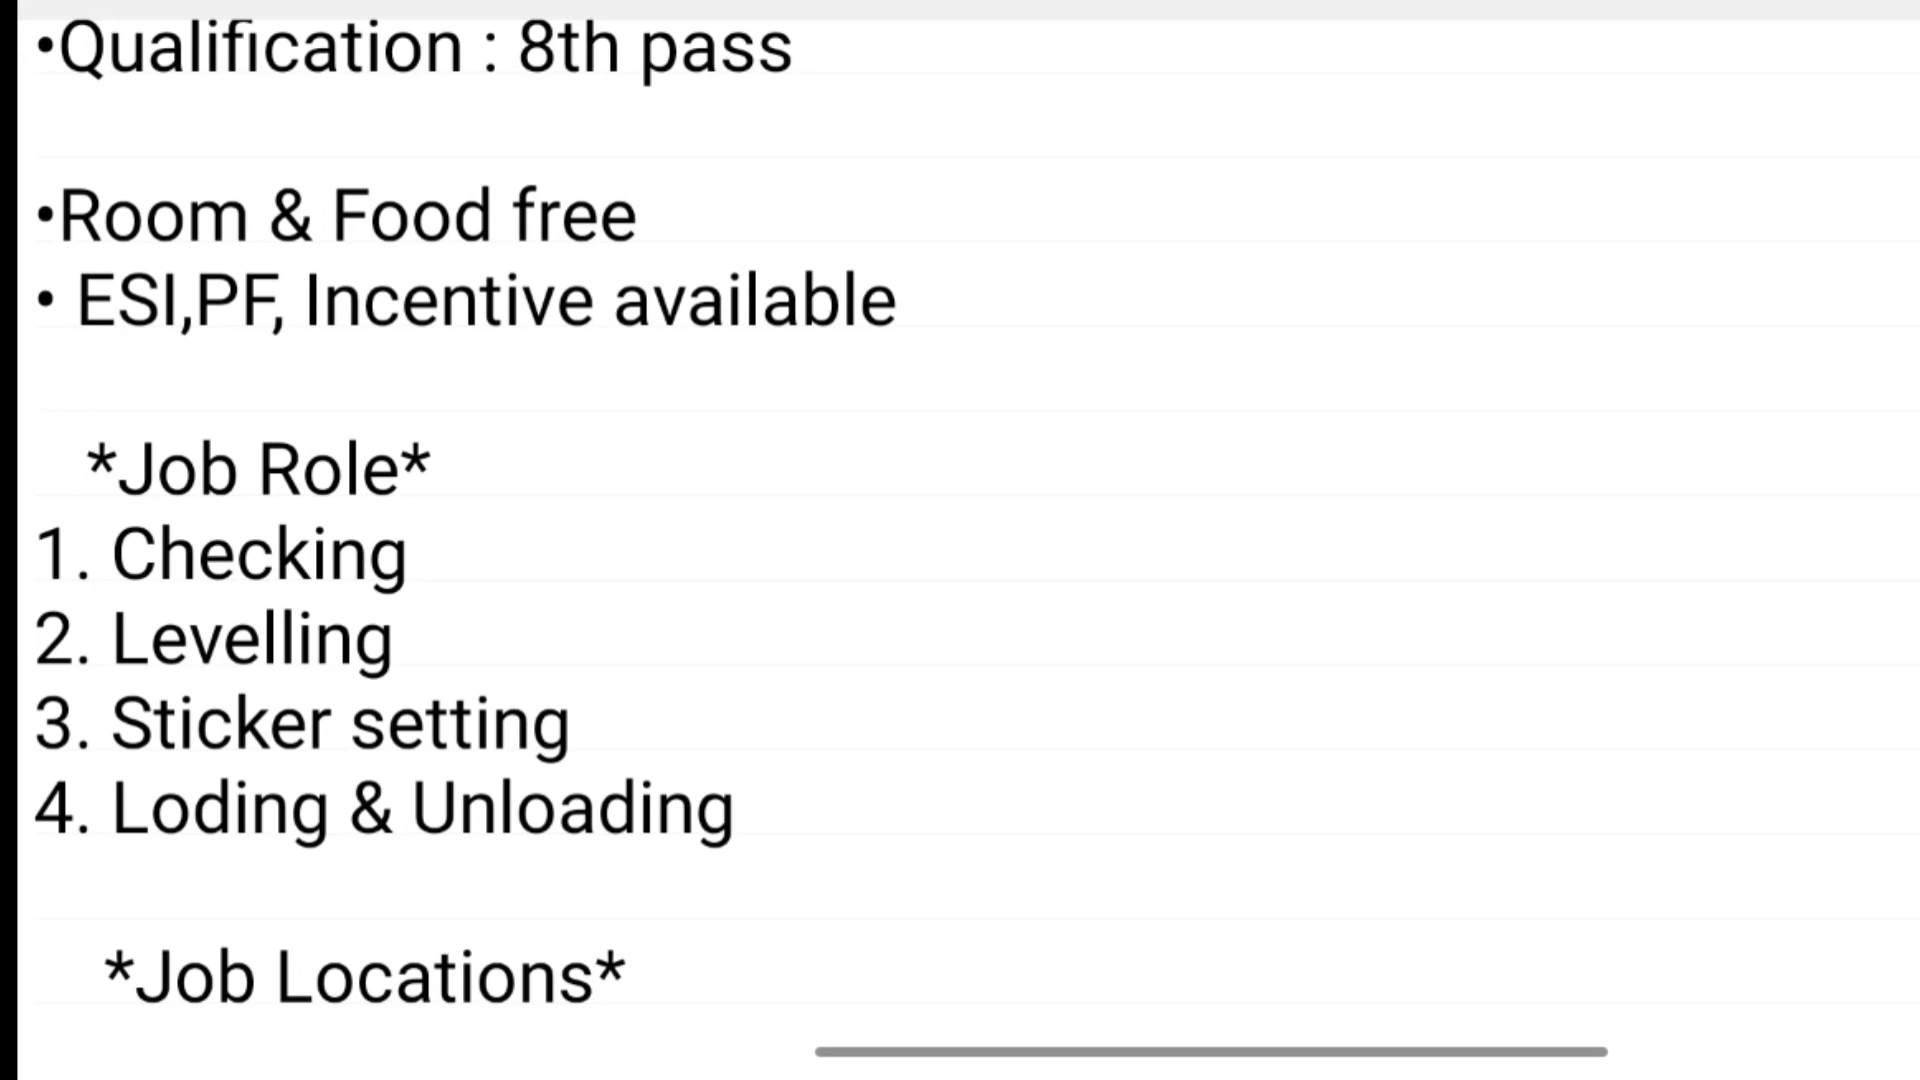 •Qualification : 8th pass
•Room & Food free
• ESI,PF, Incentive available
*Job Role*
1. Checking
2. Levelling
3. Sticker setting
4. Loding & Unloading
*Job Locations*